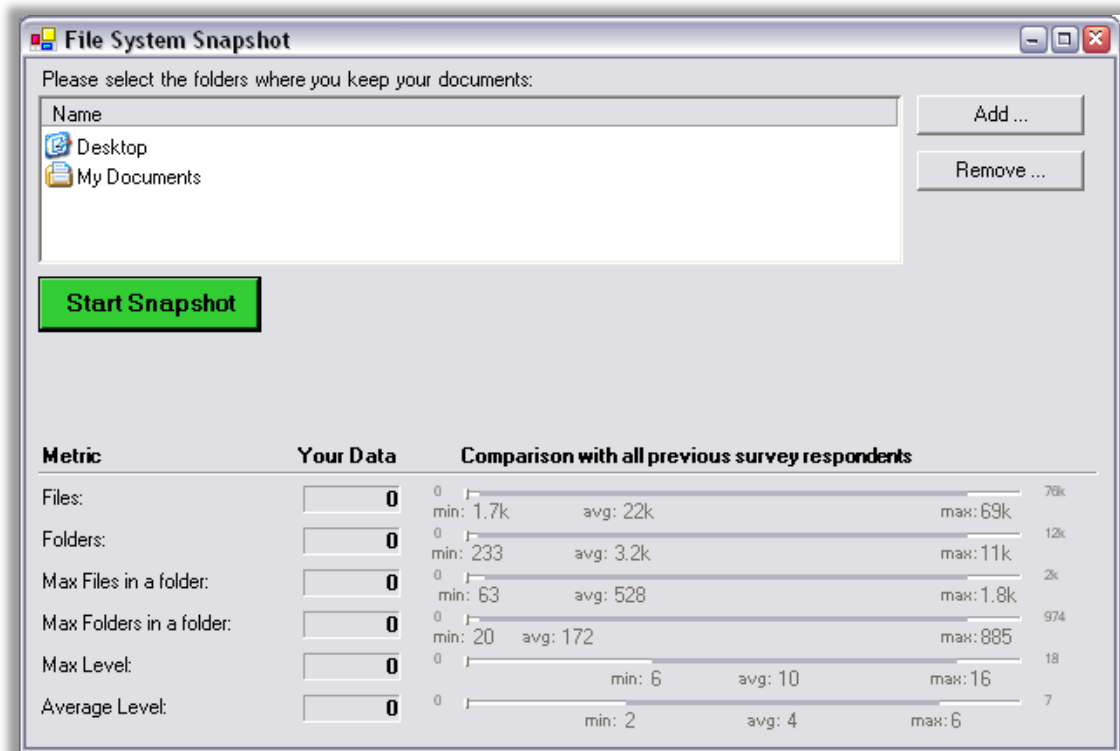 File System Snapshot
Please select the folders where you keep your documents:
Name
Add ...
Desktop
My Documents
Remove ...
Start Snapshot
Metric Your Data Comparison with all previous survey respondents
Files: 0 0 76k
min: 1.7k avg: 22k max: 69k
Folders: 0 0 12k
min: 233 avg: 3.2k max: 11k
Max Files in a folder: 0 0 2k
min: 63 avg: 528 max: 1.8k
Max Folders in a folder: 0 0 974
min: 20 avg: 172 max: 885
Max Level: 0 0 18
min: 6 avg: 10 max: 16
Average Level: 0 0 7
min: 2 avg: 4 max: 6